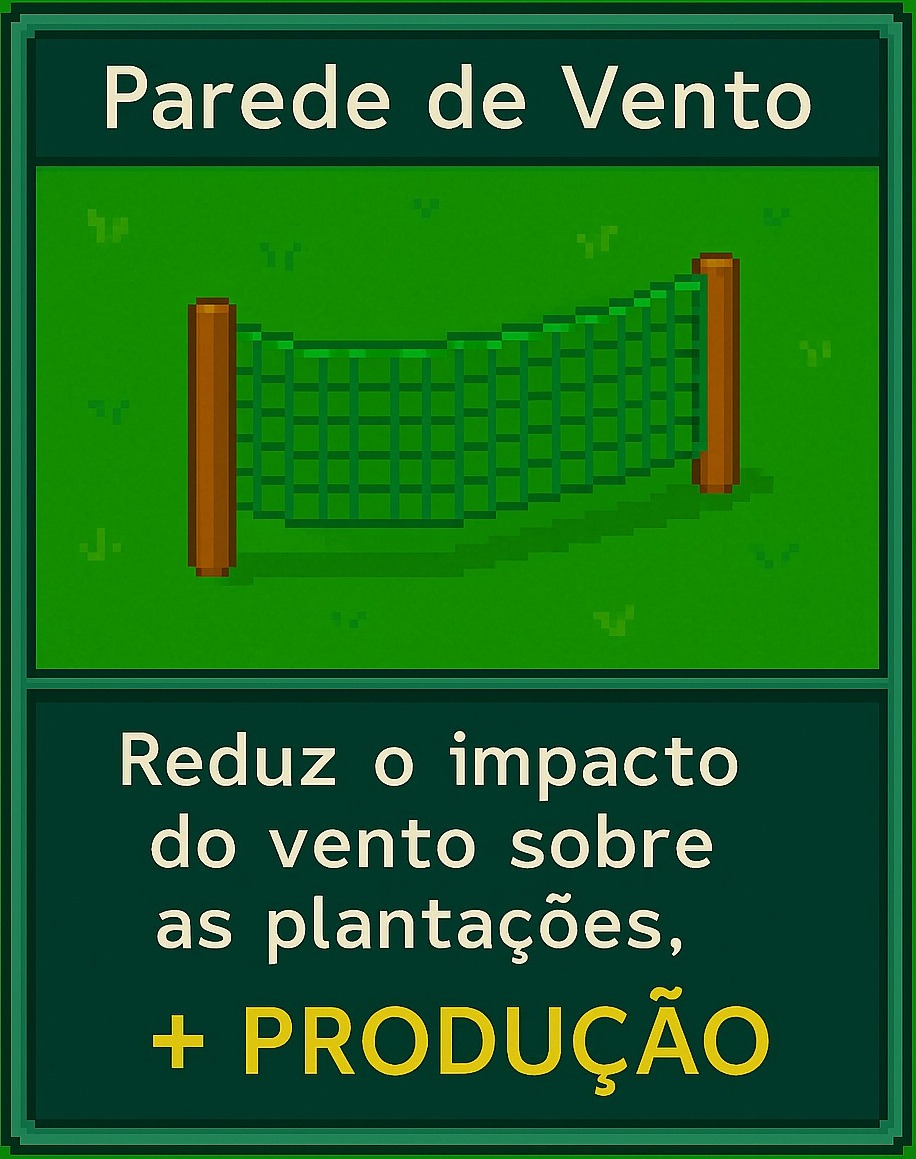 Parede de Vento
Reduz o impacto
do vento sobre
as plantações,
+ PRODUÇÃO